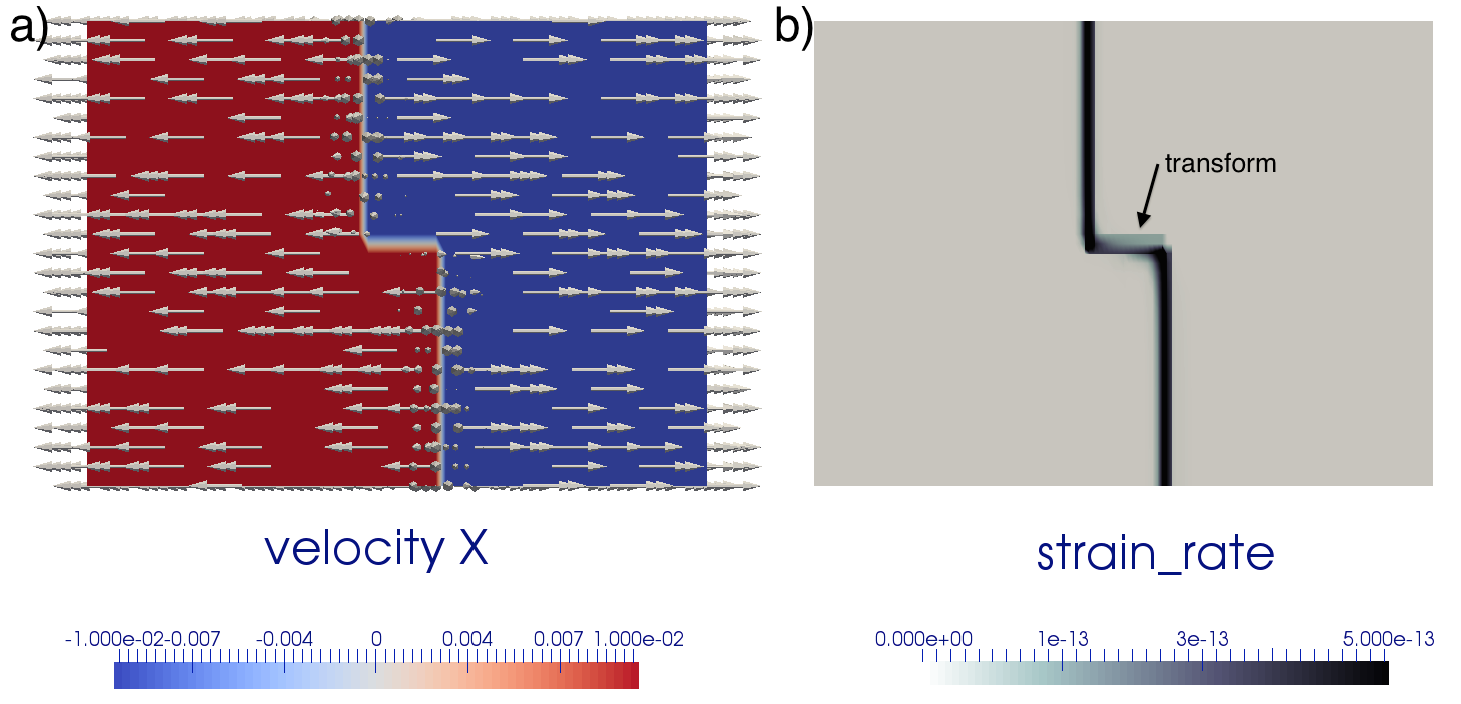 a)
b)
transform
velocity X
strain_rate
-1.000e-02 -0.007 -0.004 0 0.004 0.007 1.000e-02
0.000e+00 1e-13 3e-13 5.000e-13